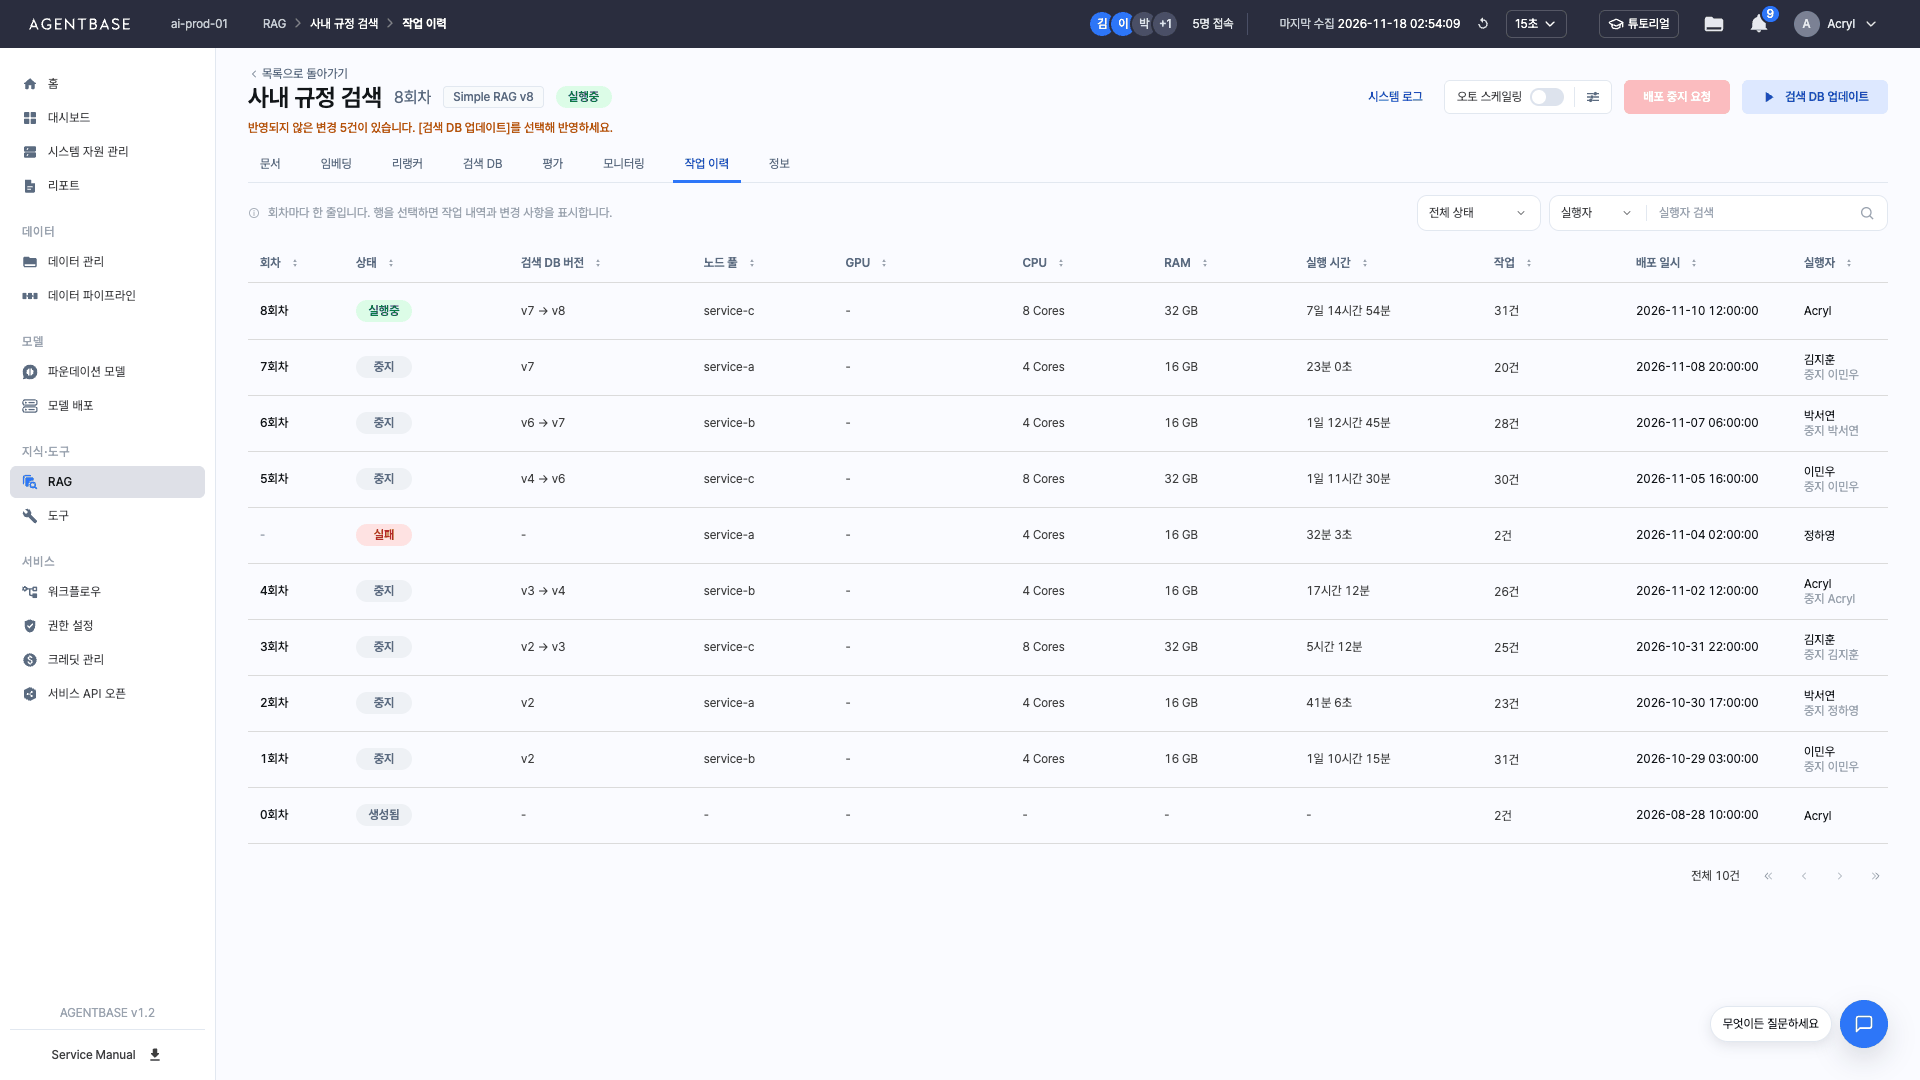 AGENTBASE
ai-prod-01
RAG
사내 규정 검색
작업 이력
김
이
박
+1
5명 접속
마지막 수집 2026-11-18 02:54:09
15초
튜토리얼
9
A
Acryl
홈
대시보드
시스템 자원 관리
리포트
데이터
데이터 관리
데이터 파이프라인
모델
파운데이션 모델
모델 배포
지식·도구
RAG
도구
서비스
워크플로우
권한 설정
크레딧 관리
서비스 API 오픈
AGENTBASE v1.2
Service Manual
목록으로 돌아가기
사내 규정 검색 8회차 Simple RAG v8 실행중
시스템 로그
오토 스케일링
배포 중지 요청
검색 DB 업데이트
반영되지 않은 변경 5건이 있습니다. [검색 DB 업데이트]를 선택해 반영하세요.
문서 임베딩 리랭커 검색 DB 평가 모니터링 작업 이력 정보
회차마다 한 줄입니다. 행을 선택하면 작업 내역과 변경 사항을 표시합니다.
전체 상태
실행자
실행자 검색
회차 상태 검색 DB 버전 노드 풀 GPU CPU RAM 실행 시간 작업 배포 일시 실행자
8회차 실행중 v7 → v8 service-c - 8 Cores 32 GB 7일 14시간 54분 31건 2026-11-10 12:00:00 Acryl
7회차 중지 v7 service-a - 4 Cores 16 GB 23분 0초 20건 2026-11-08 20:00:00 김지훈
중지 이민우
6회차 중지 v6 → v7 service-b - 4 Cores 16 GB 1일 12시간 45분 28건 2026-11-07 06:00:00 박서연
중지 박서연
5회차 중지 v4 → v6 service-c - 8 Cores 32 GB 1일 11시간 30분 30건 2026-11-05 16:00:00 이민우
중지 이민우
- 실패 - service-a - 4 Cores 16 GB 32분 3초 2건 2026-11-04 02:00:00 정하영
4회차 중지 v3 → v4 service-b - 4 Cores 16 GB 17시간 12분 26건 2026-11-02 12:00:00 Acryl
중지 Acryl
3회차 중지 v2 → v3 service-c - 8 Cores 32 GB 5시간 12분 25건 2026-10-31 22:00:00 김지훈
중지 김지훈
2회차 중지 v2 service-a - 4 Cores 16 GB 41분 6초 23건 2026-10-30 17:00:00 박서연
중지 정하영
1회차 중지 v2 service-b - 4 Cores 16 GB 1일 10시간 15분 31건 2026-10-29 03:00:00 이민우
중지 이민우
0회차 생성됨 - - - - - - 2건 2026-08-28 10:00:00 Acryl
전체 10건
무엇이든 질문하세요